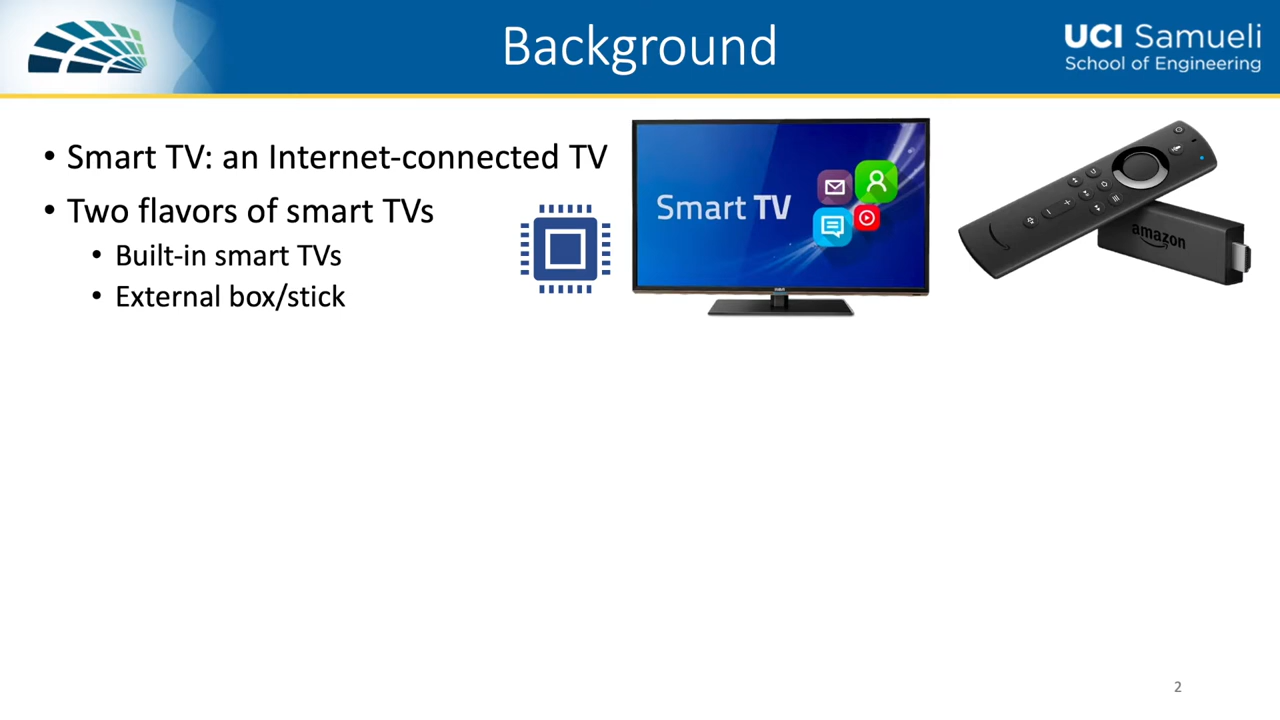 Background
UCI Samueli
School of Engineering
• Smart TV: an Internet-connected TV
• Two flavors of smart TVs
• Built-in smart TVs
• External box/stick
Smart TV
amazon
2